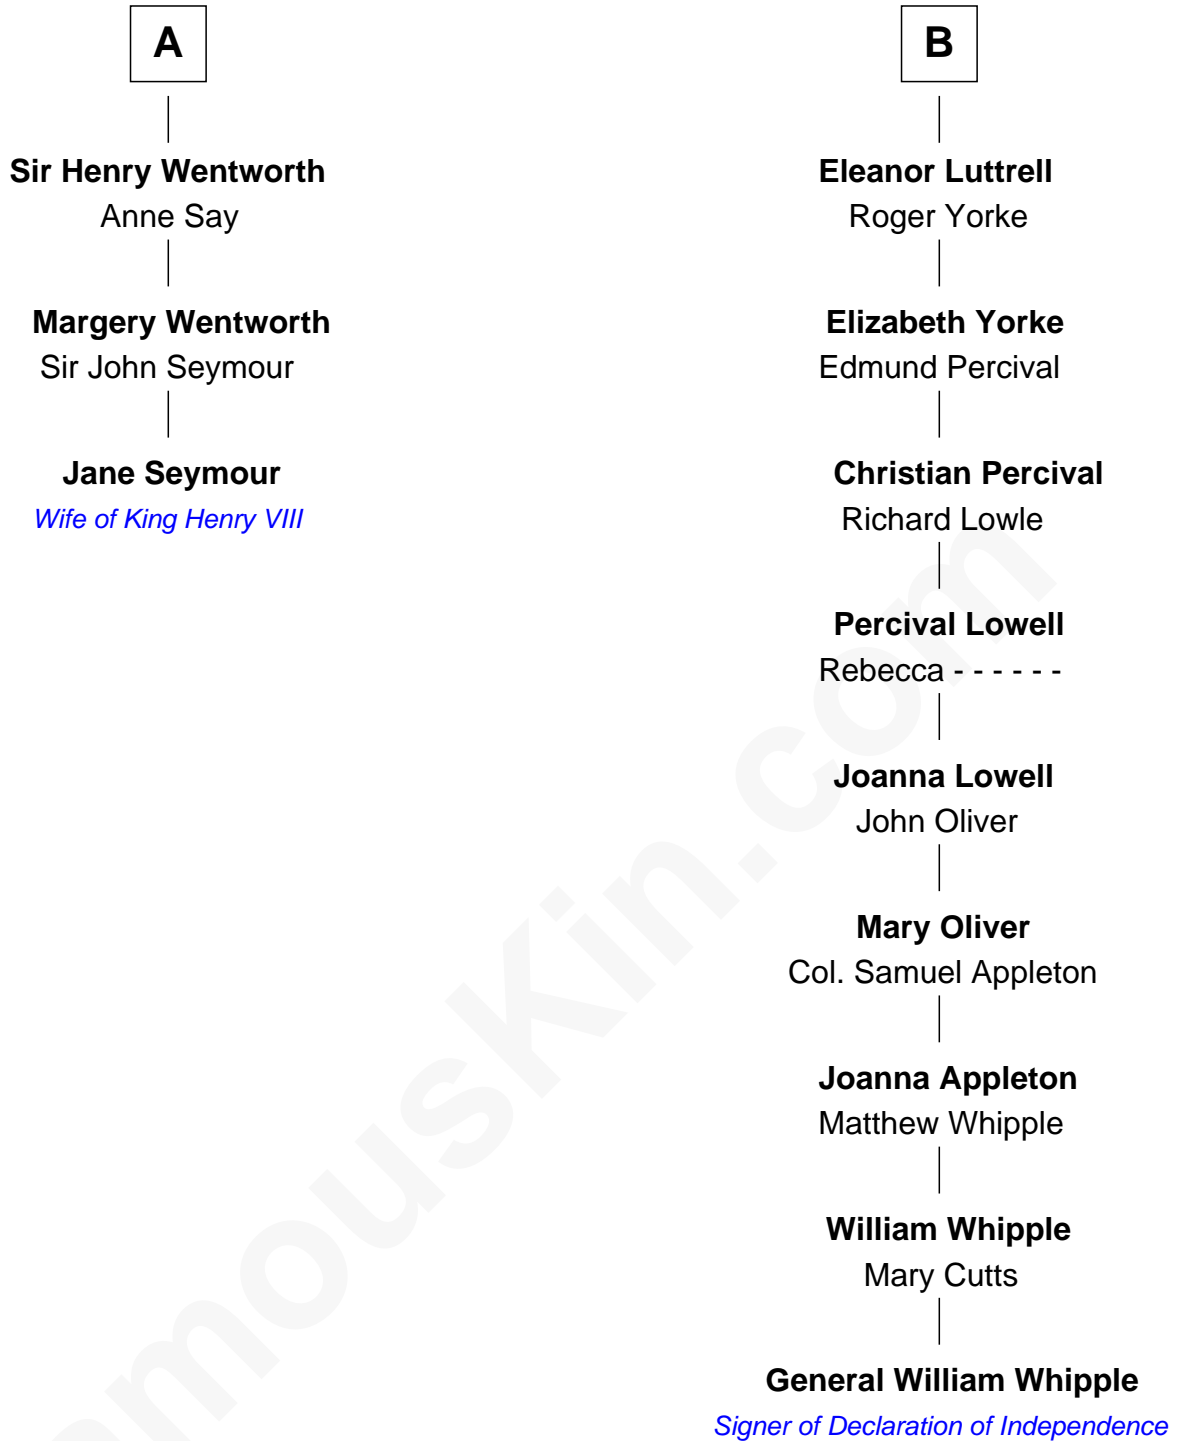 A
Sir Henry Wentworth
Anne Say
Margery Wentworth
Sir John Seymour
Jane Seymour
Wife of King Henry VIII
B
Eleanor Luttrell
Roger Yorke
Elizabeth Yorke
Edmund Percival
Christian Percival
Richard Lowle
Percival Lowell
Rebecca - - - - - -
Joanna Lowell
John Oliver
Mary Oliver
Col. Samuel Appleton
Joanna Appleton
Matthew Whipple
William Whipple
Mary Cutts
General William Whipple
Signer of Declaration of Independence
amouskin.com